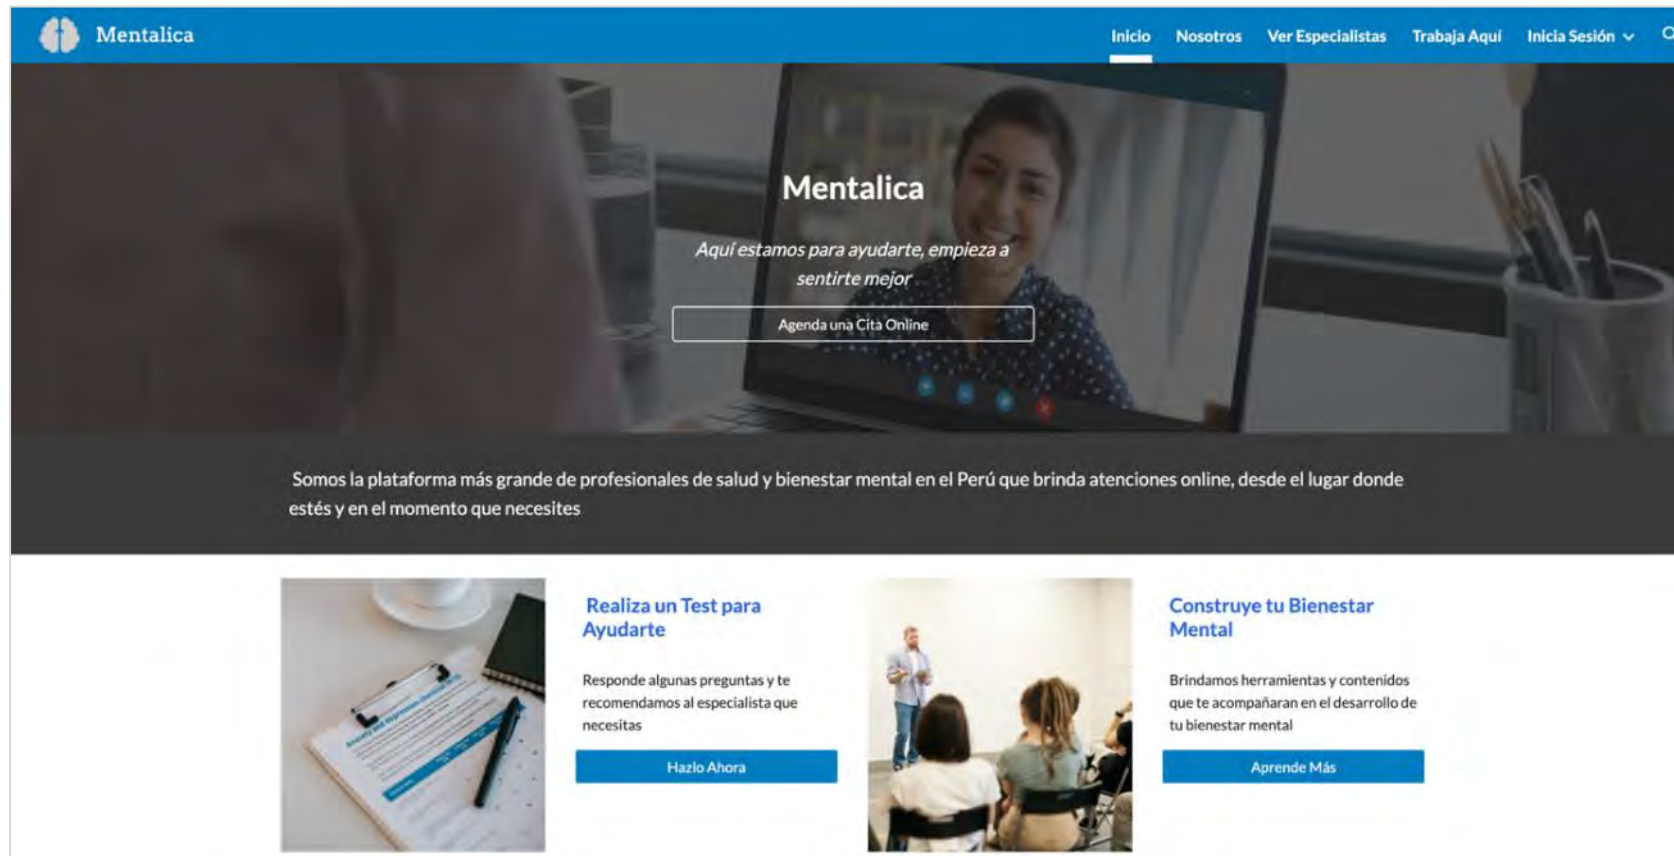 Mentalica
Inicio Nosotros Ver Especialistas Trabaja Aquí Inicia Sesión
Mentalica
Aquí estamos para ayudarte, empieza a
sentirte mejor
Agenda una Cita Online
Somos la plataforma más grande de profesionales de salud y bienestar mental en el Perú que brinda atenciones online, desde el lugar donde
estés y en el momento que necesites
Realiza un Test para
Ayudarte
Responde algunas preguntas y te
recomendamos al especialista que
necesitas
Hazlo Ahora
Construye tu Bienestar
Mental
Brindamos herramientas y contenidos
que te acompañaran en el desarrollo de
tu bienestar mental
Aprende Más